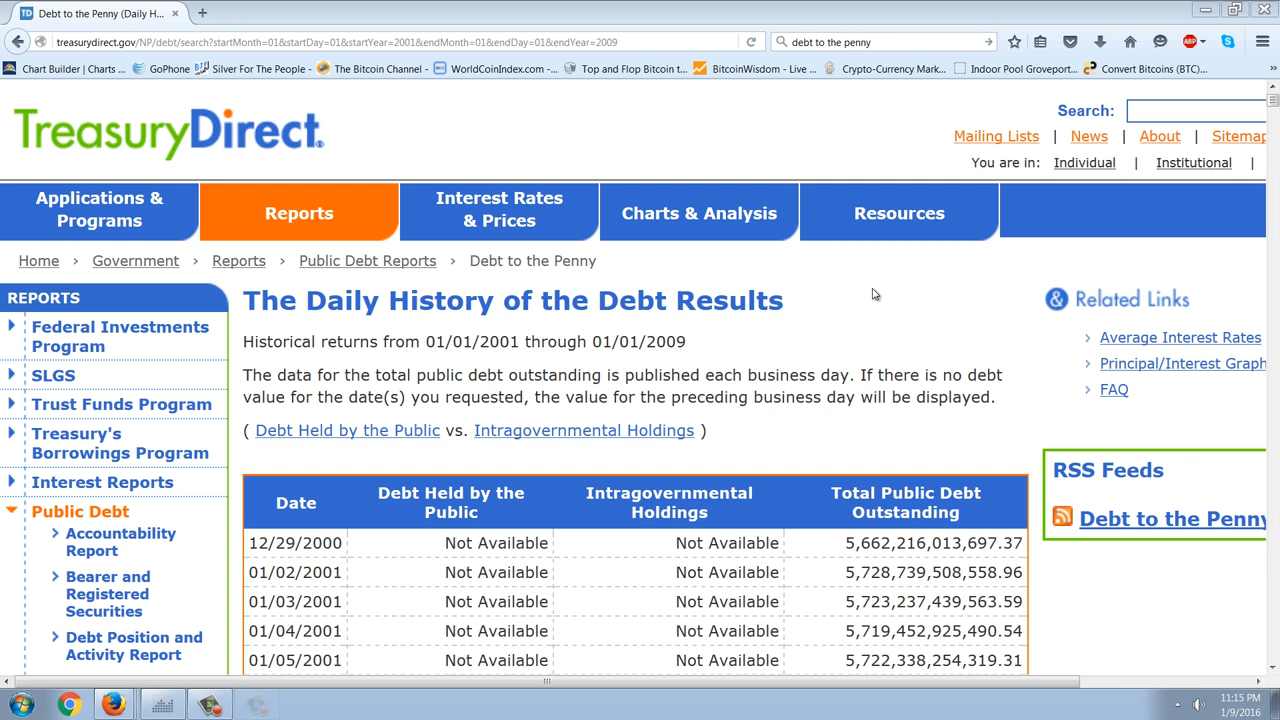 Debt to the Penny (Daily H...
treasurydirect.gov/NP/debt/search?startMonth=01&startDay=01&startYear=2001&endMonth=01&endDay=01&endYear=2009
debt to the penny
ABP
Chart Builder | Charts ...
GoPhone
Silver For The People - ...
The Bitcoin Channel - ...
WorldCoinIndex.com -...
Top and Flop Bitcoin t...
BitcoinWisdom - Live ...
Crypto-Currency Mark...
Indoor Pool Groveport...
Convert Bitcoins (BTC)...
TreasuryDirect®
Search:
Mailing Lists | News | About | Sitemap
You are in: Individual | Institutional |
Applications &
Programs
Reports
Interest Rates
& Prices
Charts & Analysis
Resources
Home > Government > Reports > Public Debt Reports > Debt to the Penny
REPORTS
Federal Investments
Program
SLGS
Trust Funds Program
Treasury's
Borrowings Program
Interest Reports
Public Debt
Accountability
Report
Bearer and
Registered
Securities
Debt Position and
Activity Report
The Daily History of the Debt Results
Historical returns from 01/01/2001 through 01/01/2009
The data for the total public debt outstanding is published each business day. If there is no debt
value for the date(s) you requested, the value for the preceding business day will be displayed.
( Debt Held by the Public vs. Intragovernmental Holdings )
Date
Debt Held by the
Public
Intragovernmental
Holdings
Total Public Debt
Outstanding
12/29/2000 Not Available Not Available 5,662,216,013,697.37
01/02/2001 Not Available Not Available 5,728,739,508,558.96
01/03/2001 Not Available Not Available 5,723,237,439,563.59
01/04/2001 Not Available Not Available 5,719,452,925,490.54
01/05/2001 Not Available Not Available 5,722,338,254,319.31
& Related Links
Average Interest Rates
Principal/Interest Graph
FAQ
RSS Feeds
Debt to the Penny
11:15 PM
1/9/2016